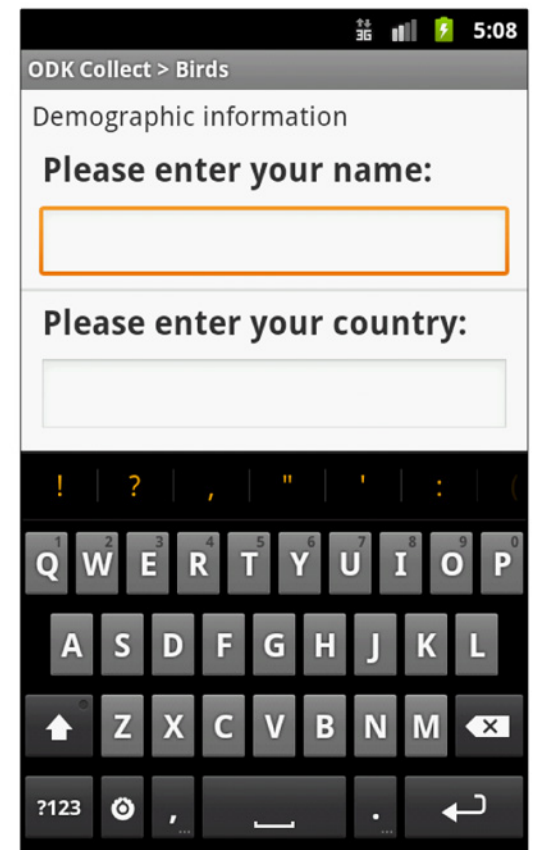 3G 5:08
ODK Collect > Birds
Demographic information
Please enter your name:
Please enter your country:
! ? , " ' : (
1 2 3 4 5 6 7 8 9 0
Q W E R T Y U I O P
A S D F G H J K L
Z X C V B N M
?123 , ... . ...